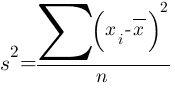 s² = ∑(xᵢ - x̄)² / n